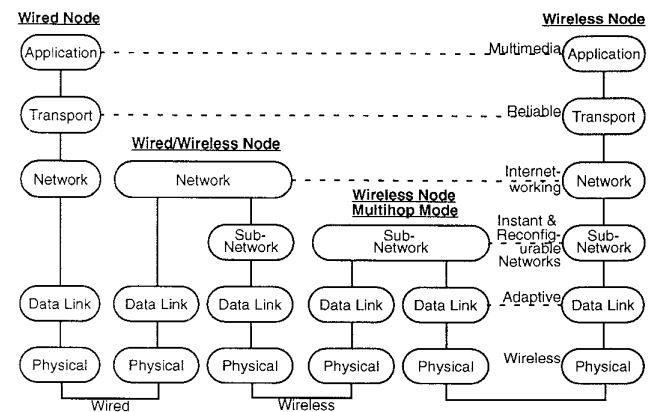 Wired Node
Wireless Node
Application
Multimedia
Application
Transport
Reliable
Transport
Wired/Wireless Node
Network
Network
Internet-
working
Network
Wireless Node
Multihop Mode
Sub-
Network
Sub-
Network
Instant &
Reconfig-
urable
Networks
Sub-
Network
Data Link
Data Link
Data Link
Data Link
Data Link
Adaptive
Data Link
Physical
Physical
Physical
Physical
Physical
Wireless
Physical
Wired
Wireless